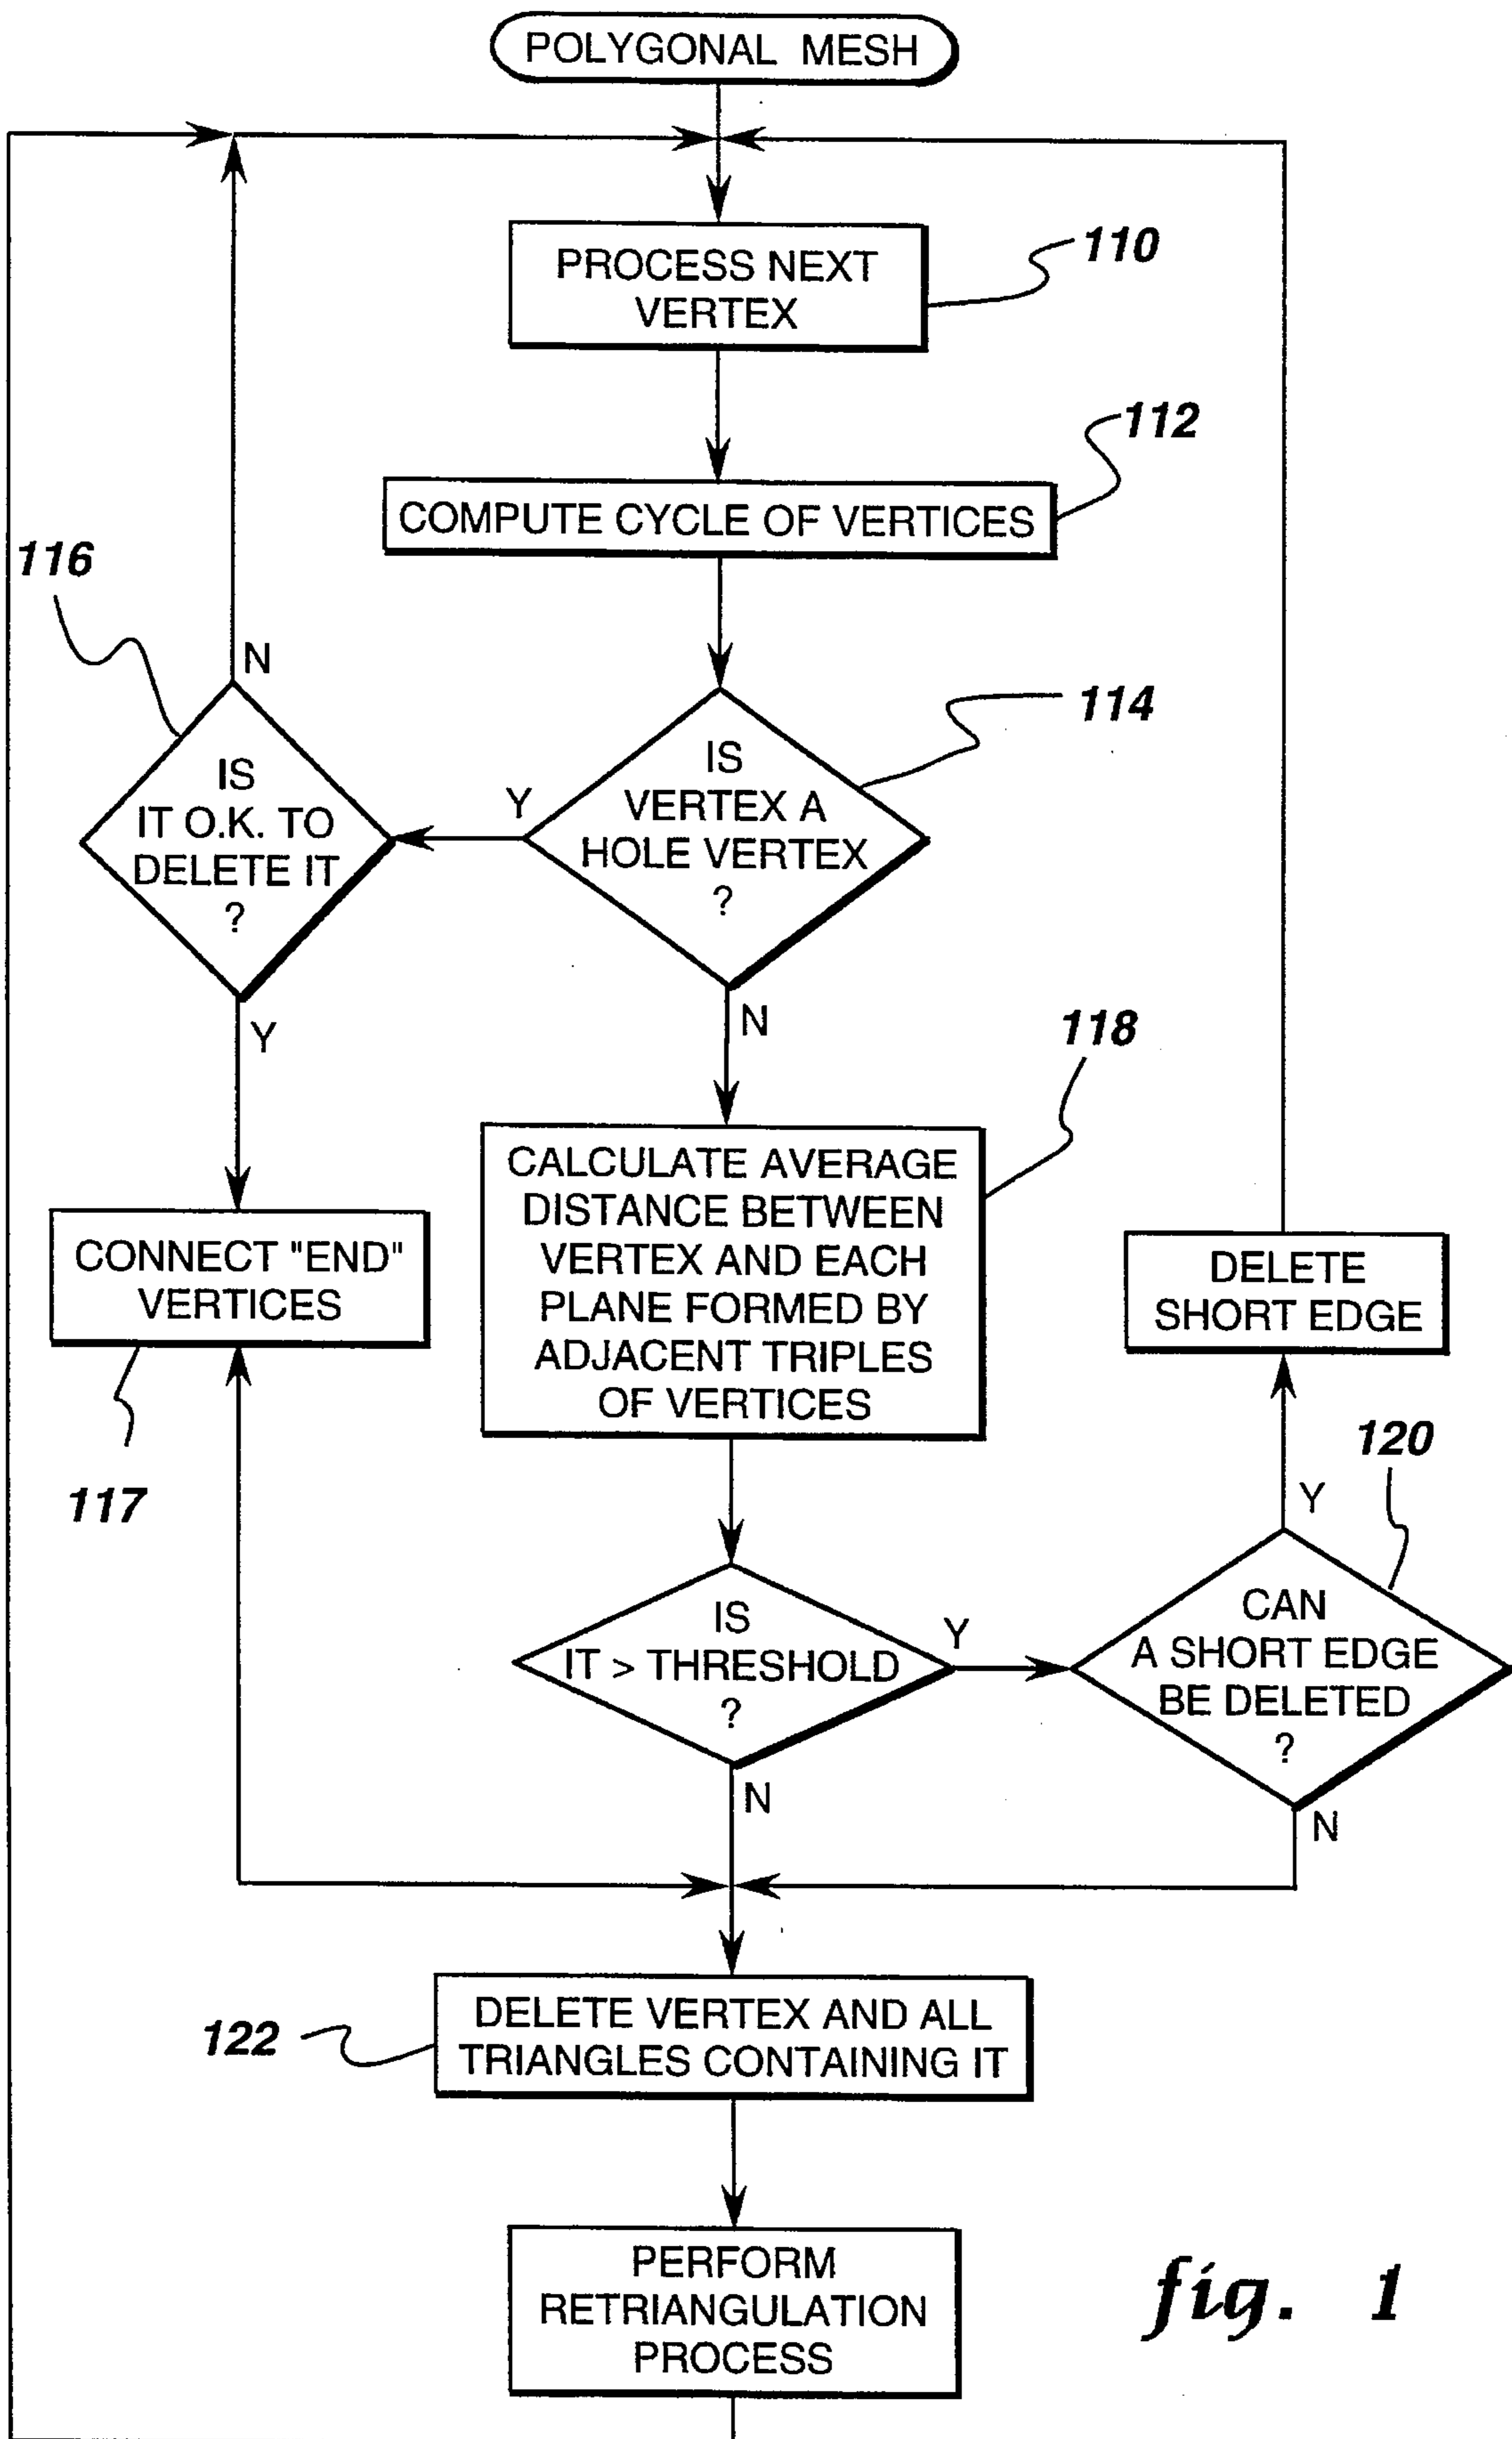 POLYGONAL MESH
PROCESS NEXT
VERTEX
110
COMPUTE CYCLE OF VERTICES
112
116
N
IS
IT O.K. TO
DELETE IT
?
Y
Y
IS
VERTEX A
HOLE VERTEX
?
114
N
118
CALCULATE AVERAGE
DISTANCE BETWEEN
VERTEX AND EACH
PLANE FORMED BY
ADJACENT TRIPLES
OF VERTICES
CONNECT "END"
VERTICES
117
DELETE
SHORT EDGE
120
Y
IS
IT > THRESHOLD
?
Y
N
CAN
A SHORT EDGE
BE DELETED
?
N
DELETE VERTEX AND ALL
TRIANGLES CONTAINING IT
122
PERFORM
RETRIANGULATION
PROCESS
fig. 1